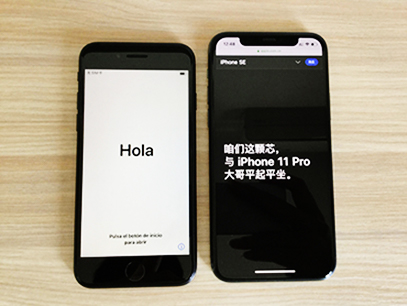 Hola
Pulsa el botón de inicio
para abrir
12:48
iPhone SE
咱们这颗芯，
与 iPhone 11 Pro
大哥平起平坐。